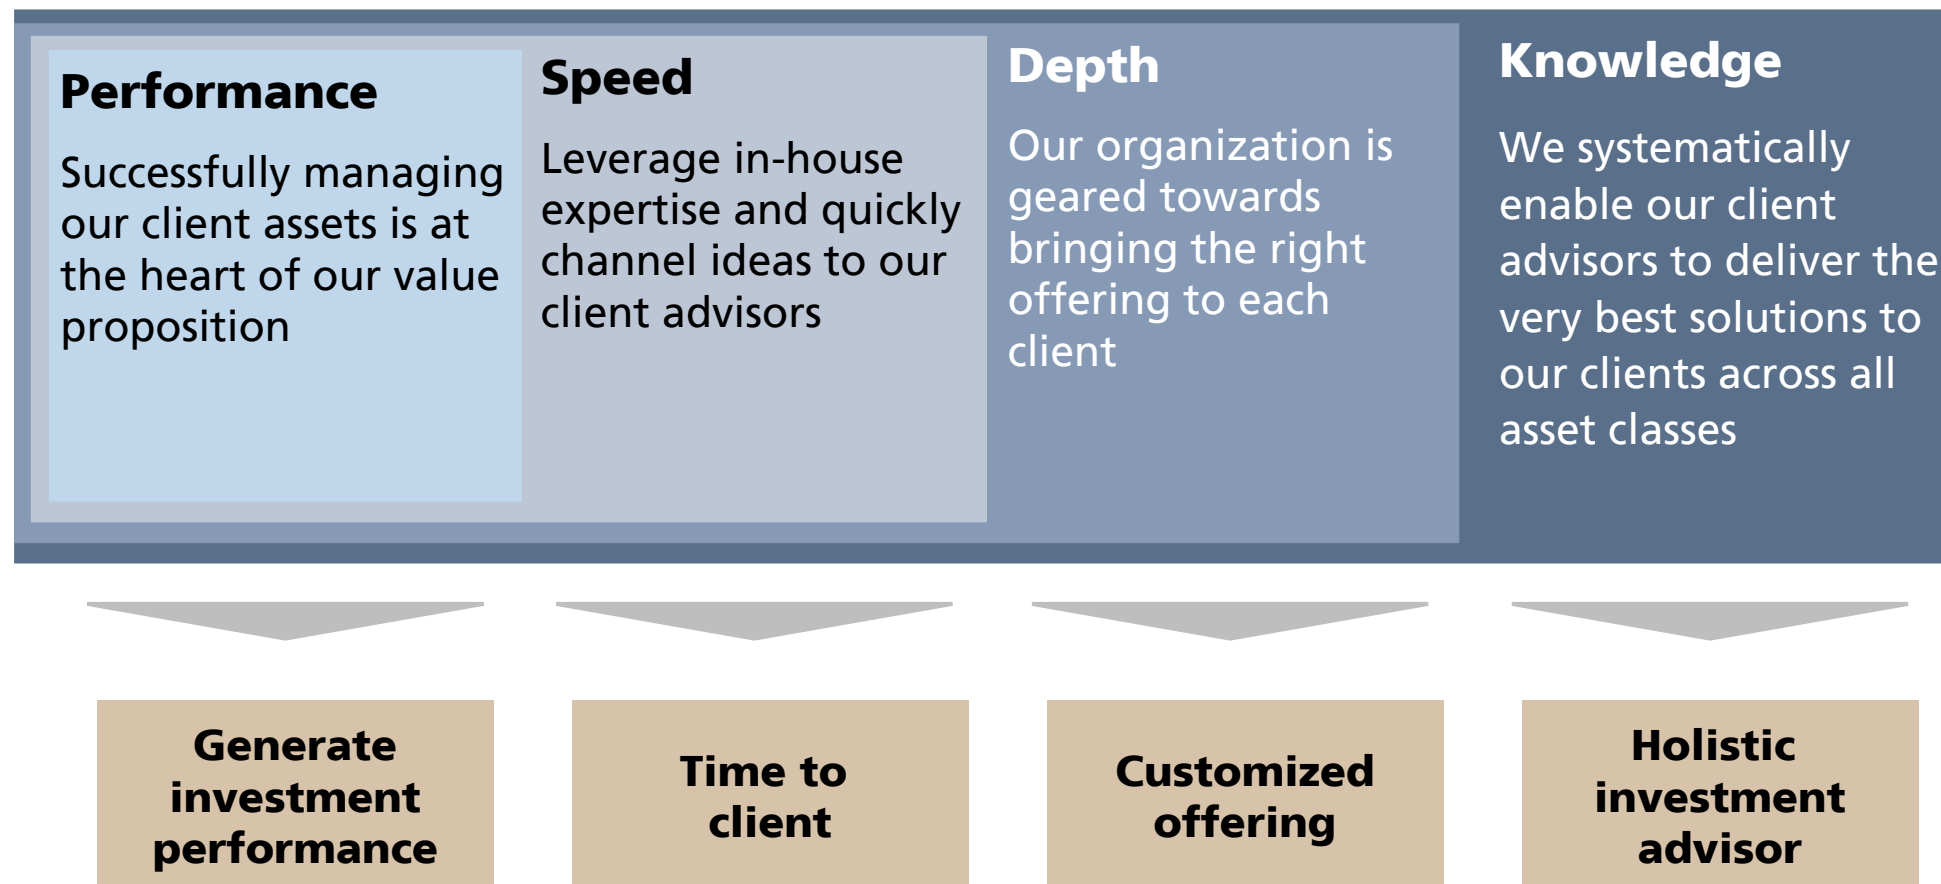 Performance
Successfully managing
our client assets is at
the heart of our value
proposition
Speed
Leverage in-house
expertise and quickly
channel ideas to our
client advisors
Depth
Our organization is
geared towards
bringing the right
offering to each
client
Knowledge
We systematically
enable our client
advisors to deliver the
very best solutions to
our clients across all
asset classes
Generate
investment
performance
Time to
client
Customized
offering
Holistic
investment
advisor